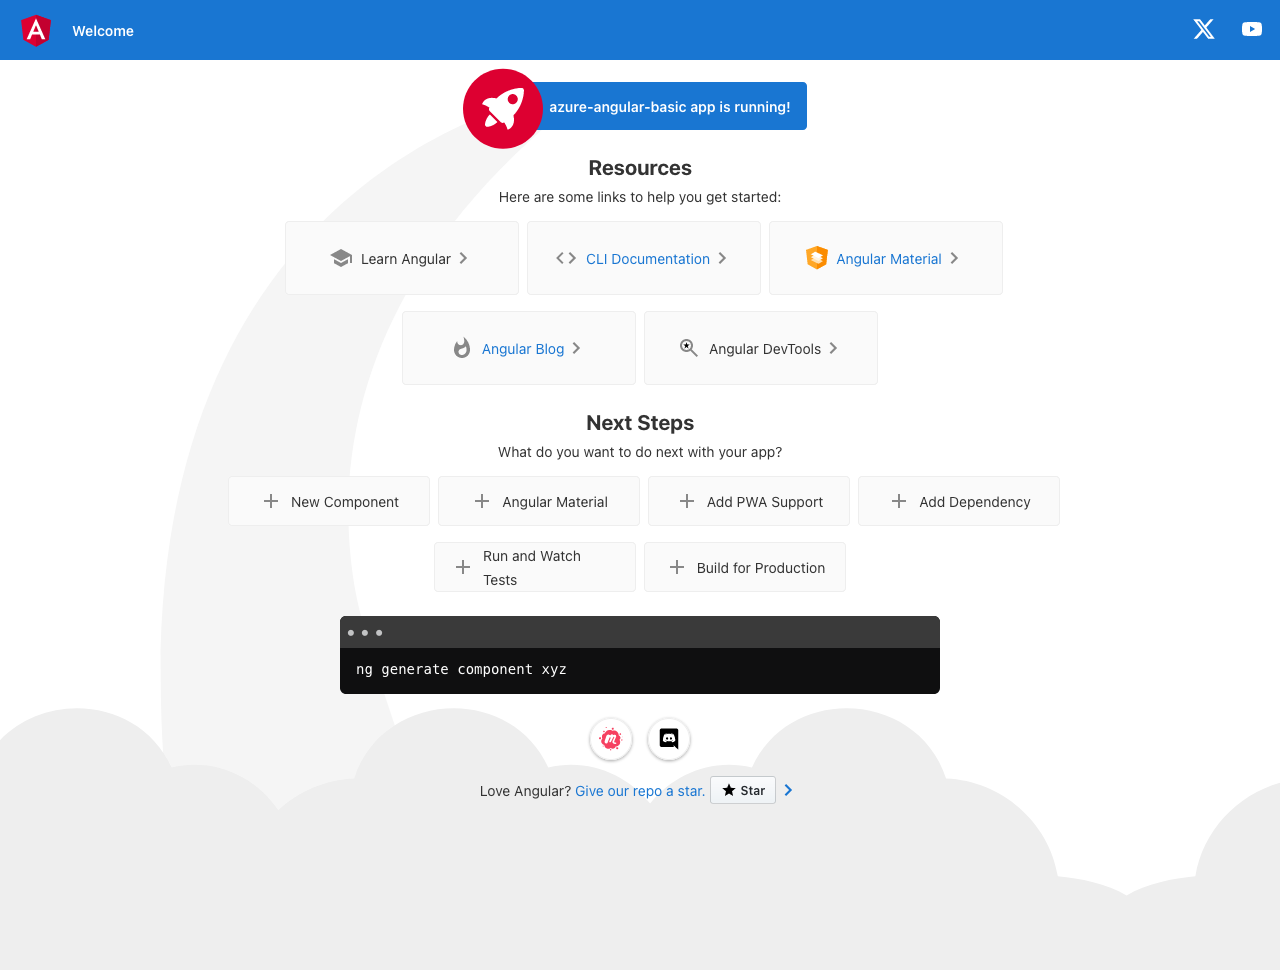 Welcome
azure-angular-basic app is running!
Resources
Here are some links to help you get started:
Learn Angular
CLI Documentation
Angular Material
Angular Blog
Angular DevTools
Next Steps
What do you want to do next with your app?
New Component
Angular Material
Add PWA Support
Add Dependency
Run and Watch
Tests
Build for Production
ng generate component xyz
Love Angular? Give our repo a star. Star